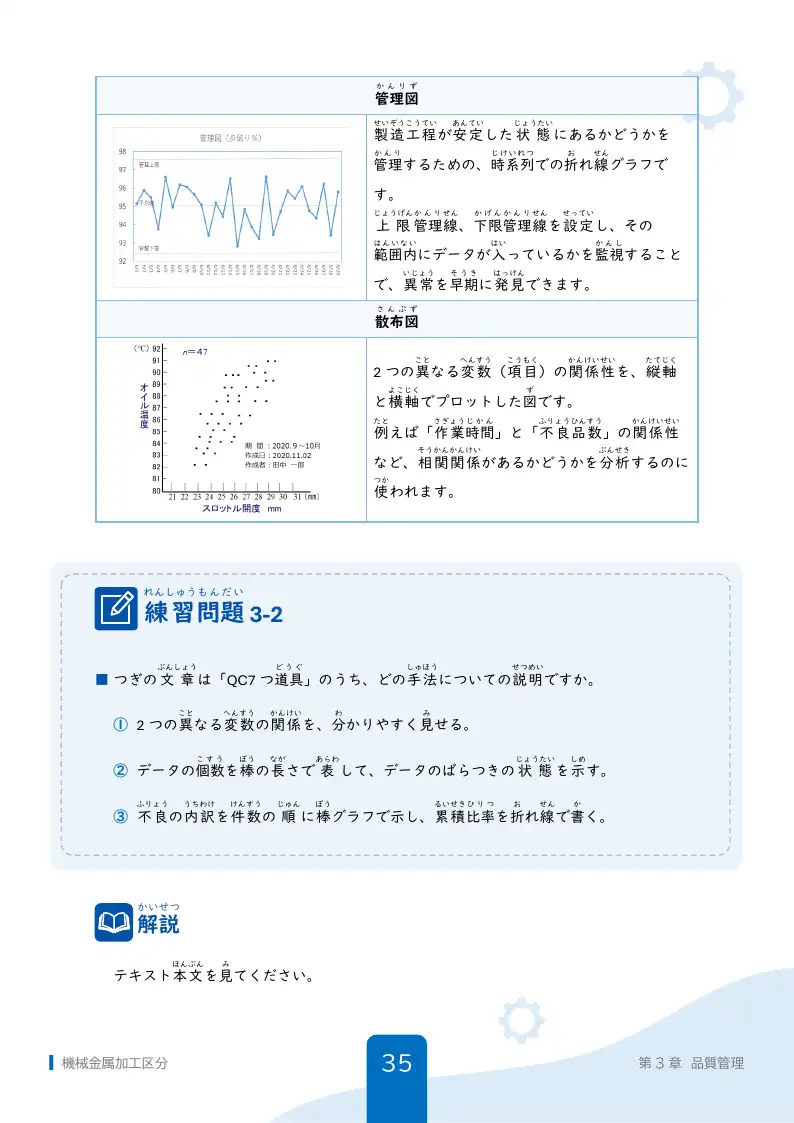 かんりず
管理図
管理図（歩留り％）
98
97
96
95
94
93
92
管理上限
平均値
管理下限
せいぞうこうてい あんてい じょうたい
製造工程が安定した状態にあるかどうかを
かんり じけいれつ お せん
管理するための、時系列での折れ線グラフで
す。
じょうげんかんりせん かげんかんりせん せってい
上限管理線、下限管理線を設定し、その
はんいない はい かんし
範囲内にデータが入っているかを監視すること
いじょう そうき はっけん
で、異常を早期に発見できます。
さんぷず
散布図
（℃）
n＝47
92
91
90
89
88
87
86
85
84
83
82
81
80
オイル温度
期 間：2020.９～10月
作成日：2020.11.02
作成者：田中 一郎
21 22 23 24 25 26 27 28 29 30 31（㎜）
スロットル開度 mm
こと へんすう こうもく かんけいせい たてじく
2 つの異なる変数（項目）の関係性を、縦軸
よこじく ず
と横軸でプロットした図です。
たと さぎょうじかん ふりょうひんすう かんけいせい
例えば「作業時間」と「不良品数」の関係性
そうかんかんけい ぶんせき
など、相関関係があるかどうかを分析するのに
つか
使われます。
れんしゅうもんだい
練習問題 3-2
ぶんしょう どうぐ しゅほう せつめい
■ つぎの文章は「QC7 つ道具」のうち、どの手法についての説明ですか。
こと へんすう かんけい わ み
① 2 つの異なる変数の関係を、分かりやすく見せる。
こすう ぼう なが あらわ じょうたい しめ
② データの個数を棒の長さで表して、データのばらつきの状態を示す。
ふりょう うちわけ けんすう じゅん ぼう るいせきひりつ お せん か
③ 不良の内訳を件数の順に棒グラフで示し、累積比率を折れ線で書く。
かいせつ
解説
ほんぶん み
テキスト本文を見てください。
機械金属加工区分
35
第 3 章 品質管理